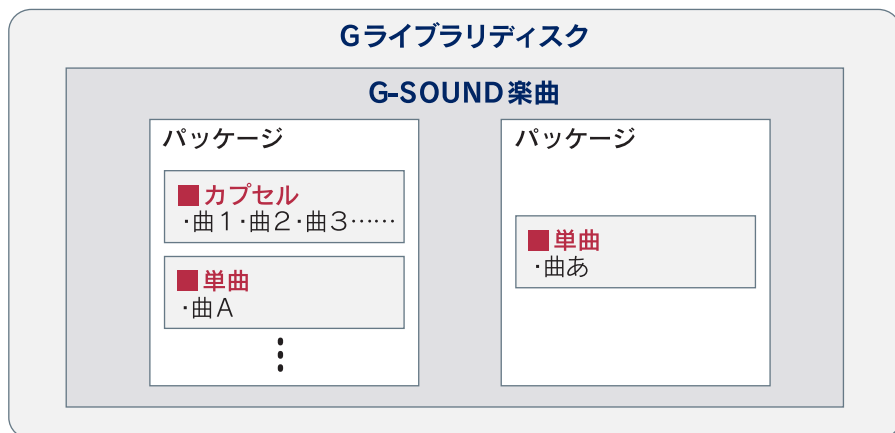 Gライブラリディスク
G-SOUND楽曲
パッケージ
■カプセル
・曲1・曲2・曲3……
■単曲
・曲A
パッケージ
■単曲
・曲あ